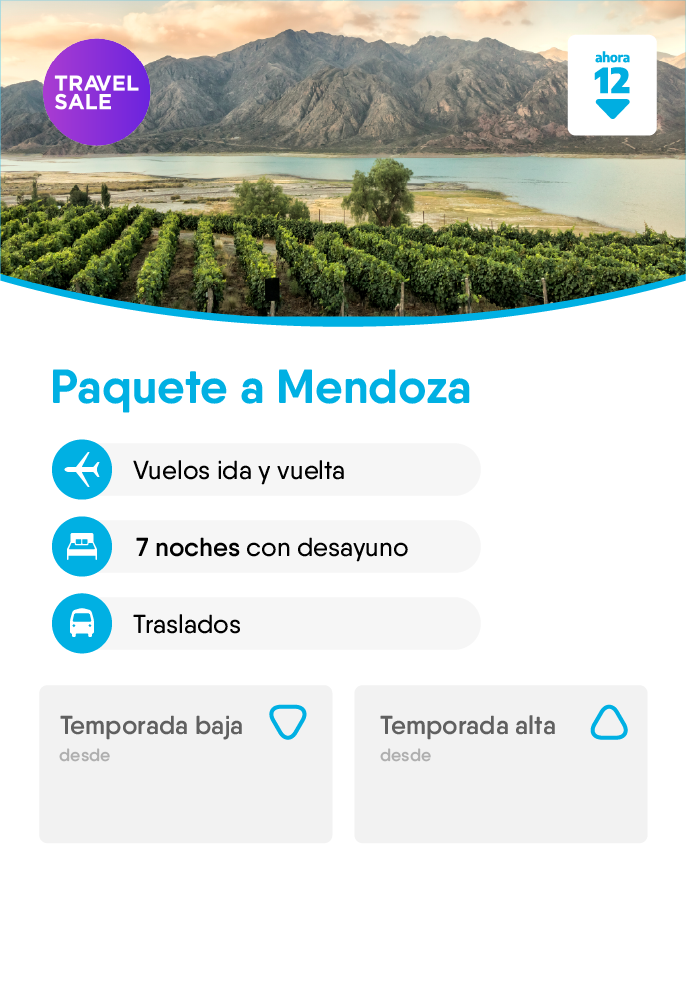 TRAVEL
SALE
ahora
12
Paquete a Mendoza
Vuelos ida y vuelta
7 noches con desayuno
Traslados
Temporada baja
desde
Temporada alta
desde